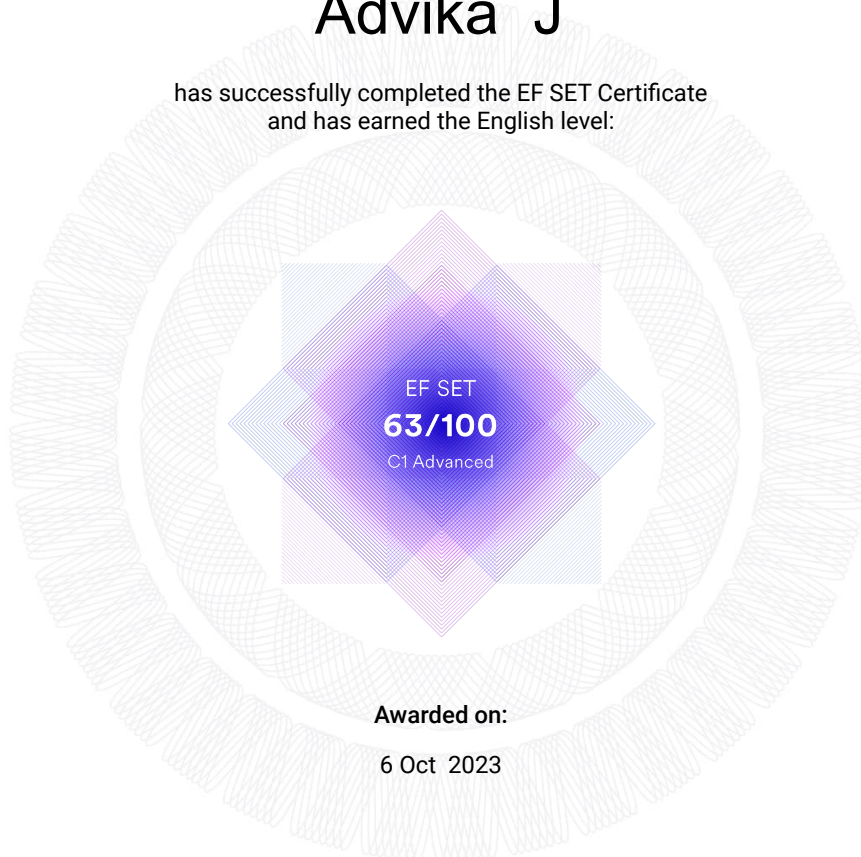 Advika J
has successfully completed the EF SET Certificate
and has earned the English level:
EF SET
63/100
C1 Advanced
Awarded on:
6 Oct 2023